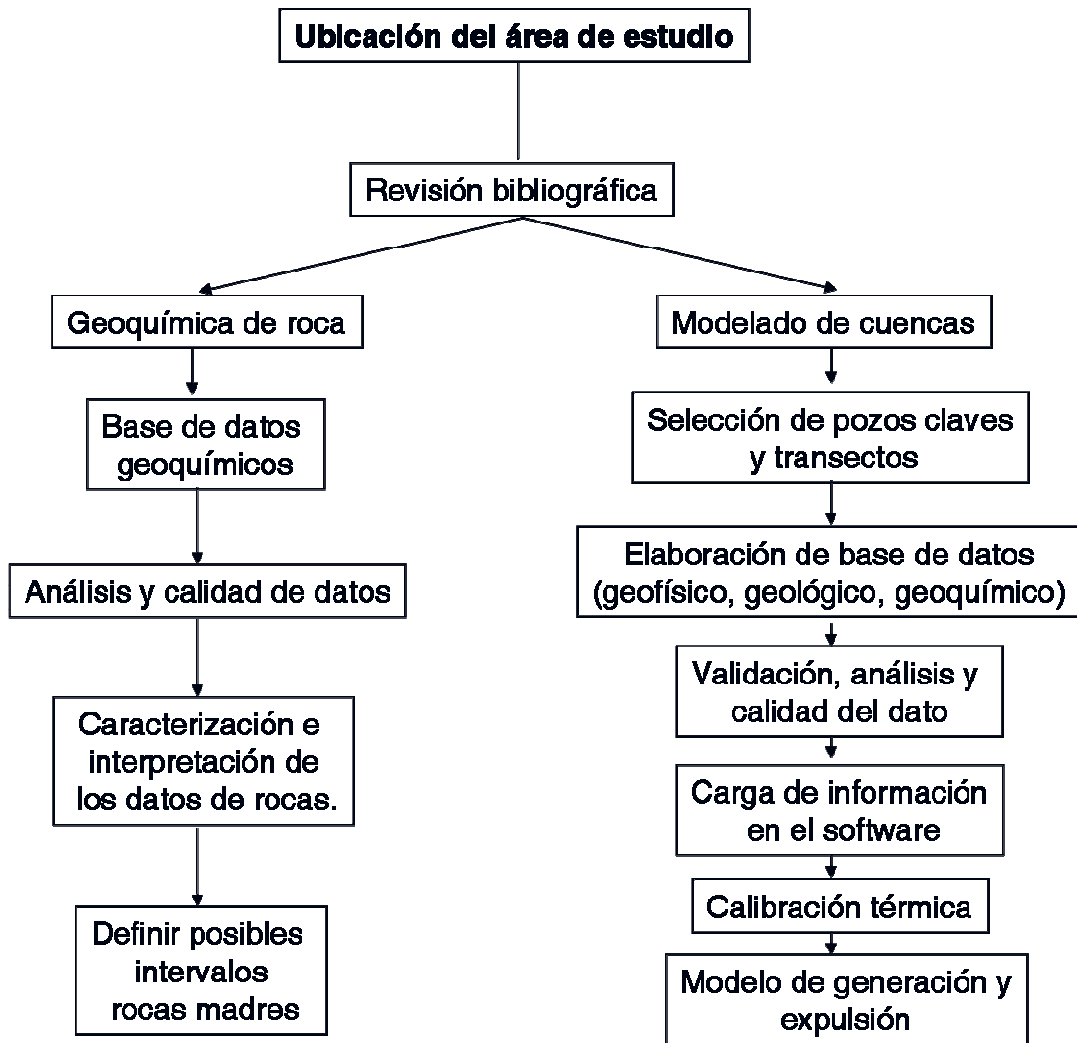 Ubicación del área de estudio
Revisión bibliográfica
Geoquímica de roca
Base de datos
geoquímicos
Análisis y calidad de datos
Caracterización e
interpretación de
los datos de rocas.
Definir posibles
intervalos
rocas madres
Modelado de cuencas
Selección de pozos claves
y transectos
Elaboración de base de datos
(geofísico, geológico, geoquímico)
Validación, análisis y
calidad del dato
Carga de información
en el software
Calibración térmica
Modelo de generación y
expulsión